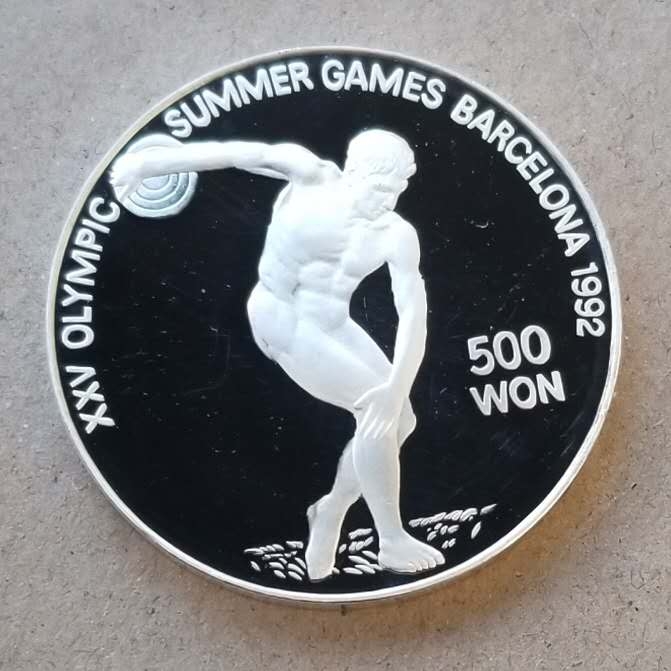 XXV OLYMPIC SUMMER GAMES BARCELONA 1992
500
WON